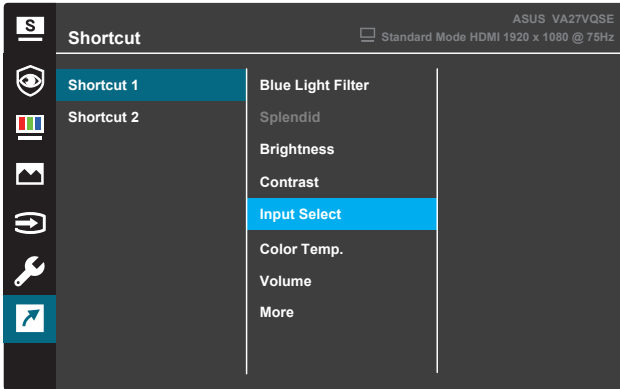 S
ASUS VA27VQSE
Shortcut
Standard Mode HDMI 1920 x 1080 @ 75Hz
Shortcut 1
Shortcut 2
Blue Light Filter
Splendid
Brightness
Contrast
Input Select
Color Temp.
Volume
More